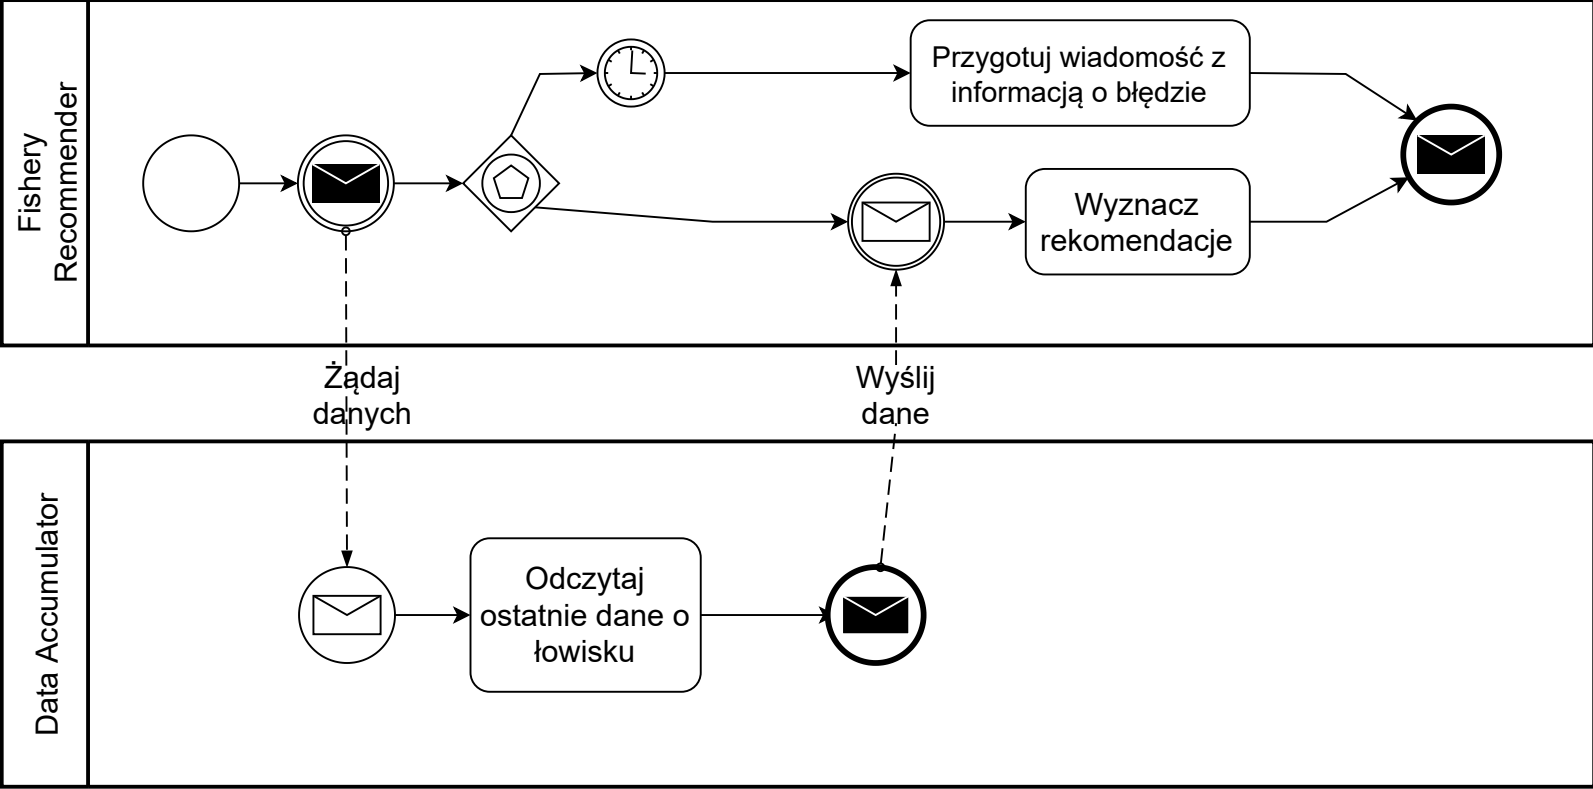 Fishery
Recommender
Przygotuj wiadomość z
informacją o błędzie
Wyznacz
rekomendacje
Żądaj
danych
Wyślij
dane
Data Accumulator
Odczytaj
ostatnie dane o
łowisku